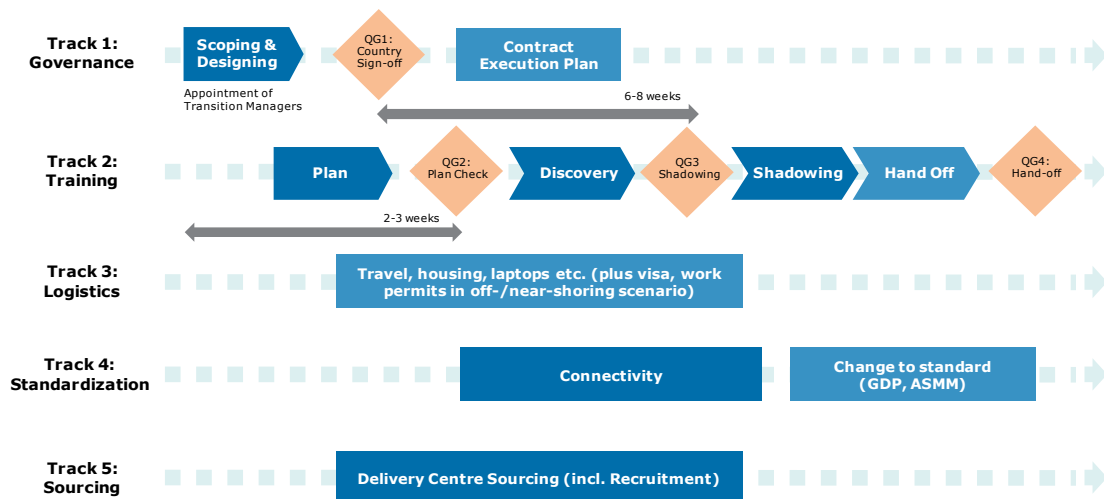 Track 1:
Governance
Scoping &
Designing
QG1:
Country
Sign-off
Contract
Execution Plan
Appointment of
Transition Managers
6-8 weeks
Track 2:
Training
Plan
QG2:
Plan Check
Discovery
QG3
Shadowing
Shadowing
Hand Off
QG4:
Hand-off
2-3 weeks
Track 3:
Logistics
Travel, housing, laptops etc. (plus visa, work
permits in off-/near-shoring scenario)
Track 4:
Standardization
Connectivity
Change to standard
(GDP, ASMM)
Track 5:
Sourcing
Delivery Centre Sourcing (incl. Recruitment)